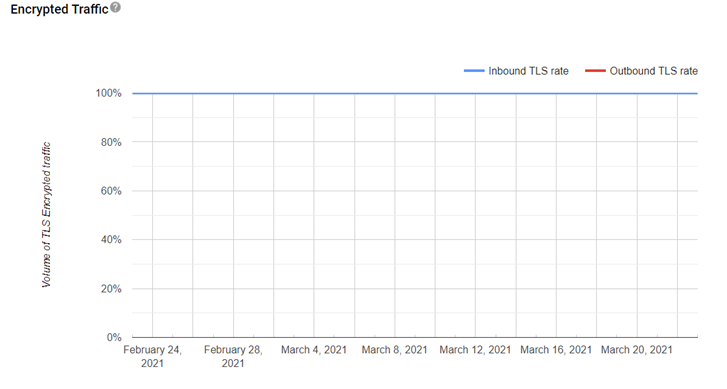 Encrypted Traffic?
Inbound TLS rate Outbound TLS rate
100%
80%
60%
40%
20%
0%
Volume of TLS Encrypted traffic
February 24, 2021
February 28, 2021
March 4, 2021
March 8, 2021
March 12, 2021
March 16, 2021
March 20, 2021